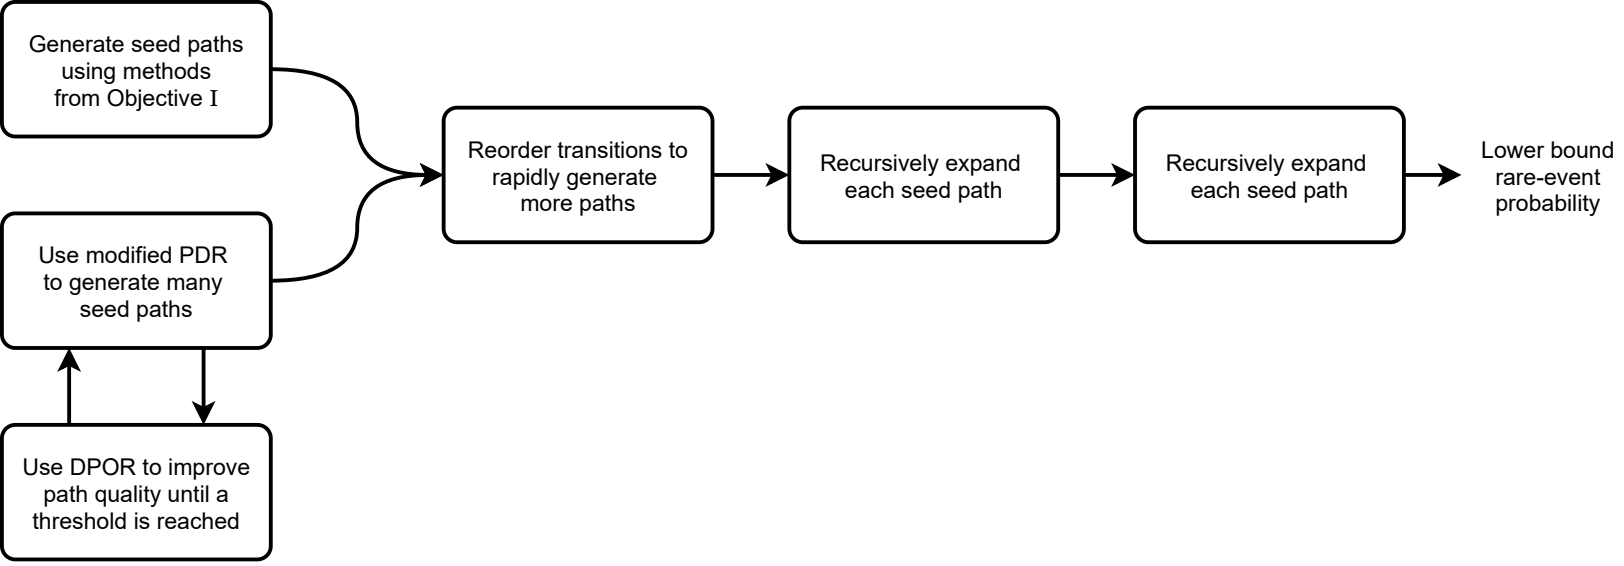 Generate seed paths
using methods
from Objective I
Use modified PDR
to generate many
seed paths
Use DPOR to improve
path quality until a
threshold is reached
Reorder transitions to
rapidly generate
more paths
Recursively expand
each seed path
Recursively expand
each seed path
Lower bound
rare-event
probability